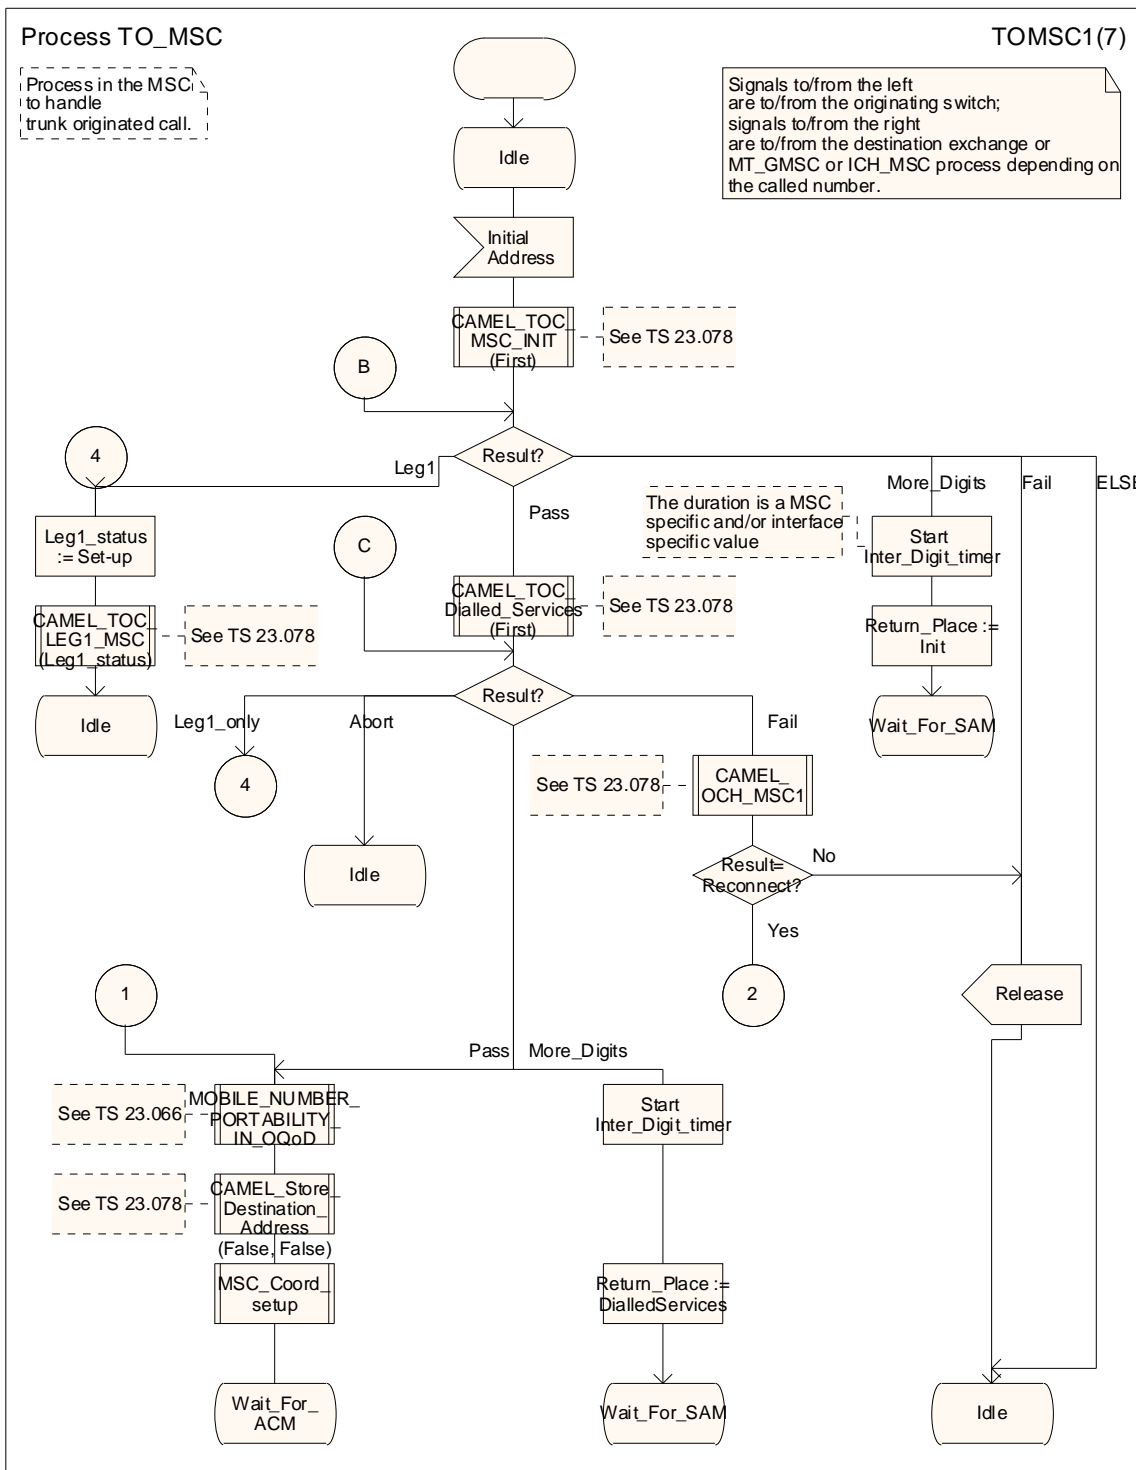 Process TO_MSC
TOMSC1(7)
Process in the MSC
to handle
trunk originated call.
Signals to/from the left
are to/from the originating switch;
signals to/from the right
are to/from the destination exchange or
MT_GMSC or ICH_MSC process depending on
the called number.
Idle
Initial
Address
CAMEL_TOC_
MSC_INIT
(First)
See TS 23.078
B
4
Result?
Leg1
More_Digits
Fail
ELSE
Pass
The duration is a MSC
specific and/or interface
specific value
Start
Inter_Digit_timer
Leg1_status
:= Set-up
C
CAMEL_TOC_
Dialled_Services
(First)
See TS 23.078
CAMEL_TOC_
LEG1_MSC
(Leg1_status)
See TS 23.078
Return_Place :=
Init
Result?
Idle
Leg1_only
Abort
Fail
Wait_For_SAM
4
See TS 23.078
CAMEL_
OCH_MSC1
Idle
Result=
Reconnect?
No
Yes
1
2
Release
Pass
More_Digits
See TS 23.066
MOBILE_NUMBER_
PORTABILITY_
IN_OQoD
Start
Inter_Digit_timer
See TS 23.078
CAMEL_Store_
Destination_
Address
(False, False)
MSC_Coord_
setup
Return_Place :=
DialledServices
Wait_For_
ACM
Wait_For_SAM
Idle